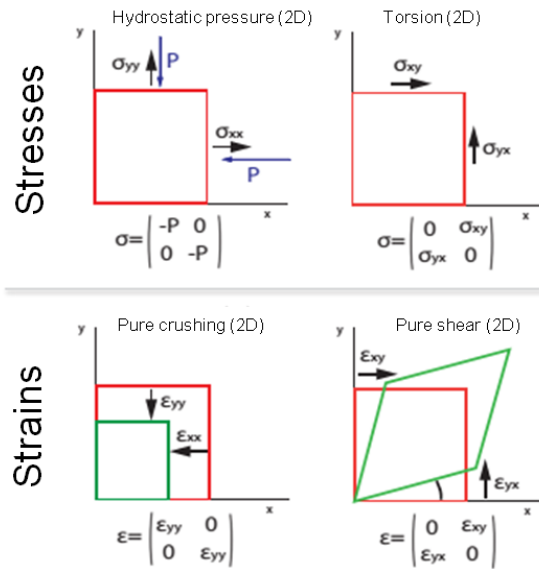 Stresses
Hydrostatic pressure (2D)
y
σyy
P
σxx
P
x
σ=(-P 0
0 -P)
Torsion (2D)
y
σxy
σyx
x
σ=(0 σxy
σyx 0)
Strains
Pure crushing (2D)
y
εyy
εxx
x
ε=(εyy 0
0 εyy)
Pure shear (2D)
y
εxy
εyx
x
ε=(0 εxy
εyx 0)